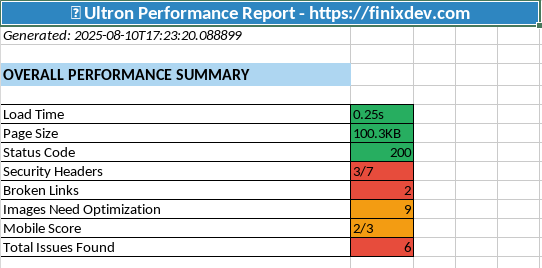 Ultron Performance Report - https://finixdev.com
Generated: 2025-08-10T17:23:20.088899
OVERALL PERFORMANCE SUMMARY
Load Time 0.25s
Page Size 100.3KB
Status Code 200
Security Headers 3/7
Broken Links 2
Images Need Optimization 9
Mobile Score 2/3
Total Issues Found 6